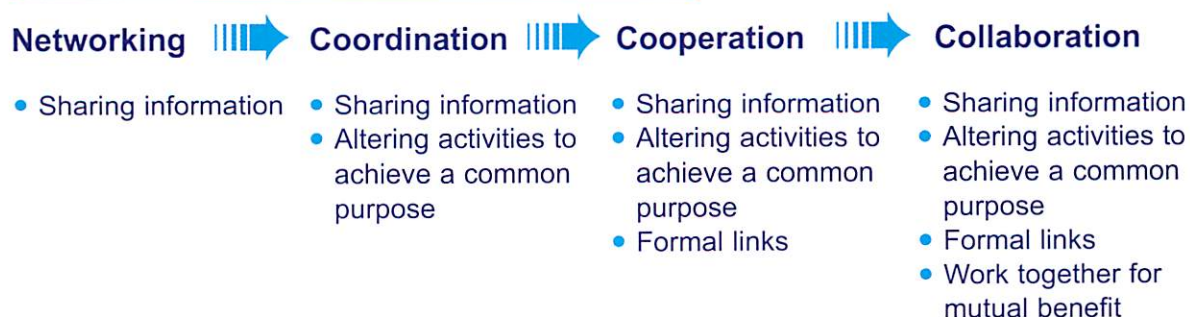 Networking
Coordination
Cooperation
Collaboration
• Sharing information
• Sharing information
• Altering activities to
achieve a common
purpose
• Sharing information
• Altering activities to
achieve a common
purpose
• Formal links
• Sharing information
• Altering activities to
achieve a common
purpose
• Formal links
• Work together for
mutual benefit